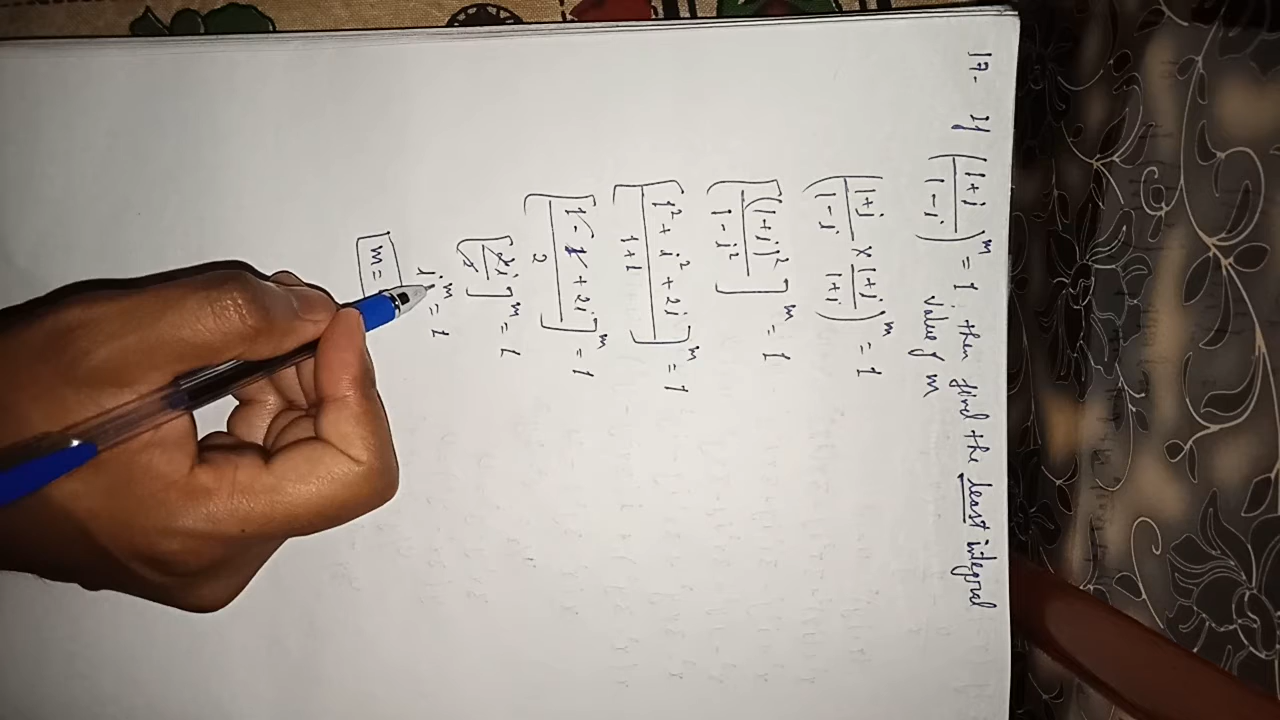 17- If (1+i / 1-i)^m = 1, then find the least integral
value of m
(1+i / 1-i × 1+i / 1+i)^m = 1
[(1+i)² / 1-i²]^m = 1
[1² + i² + 2i / 1+1]^m = 1
[1 - 1 + 2i / 2]^m = 1
[2i / 2]^m = 1
i^m = 1
m =